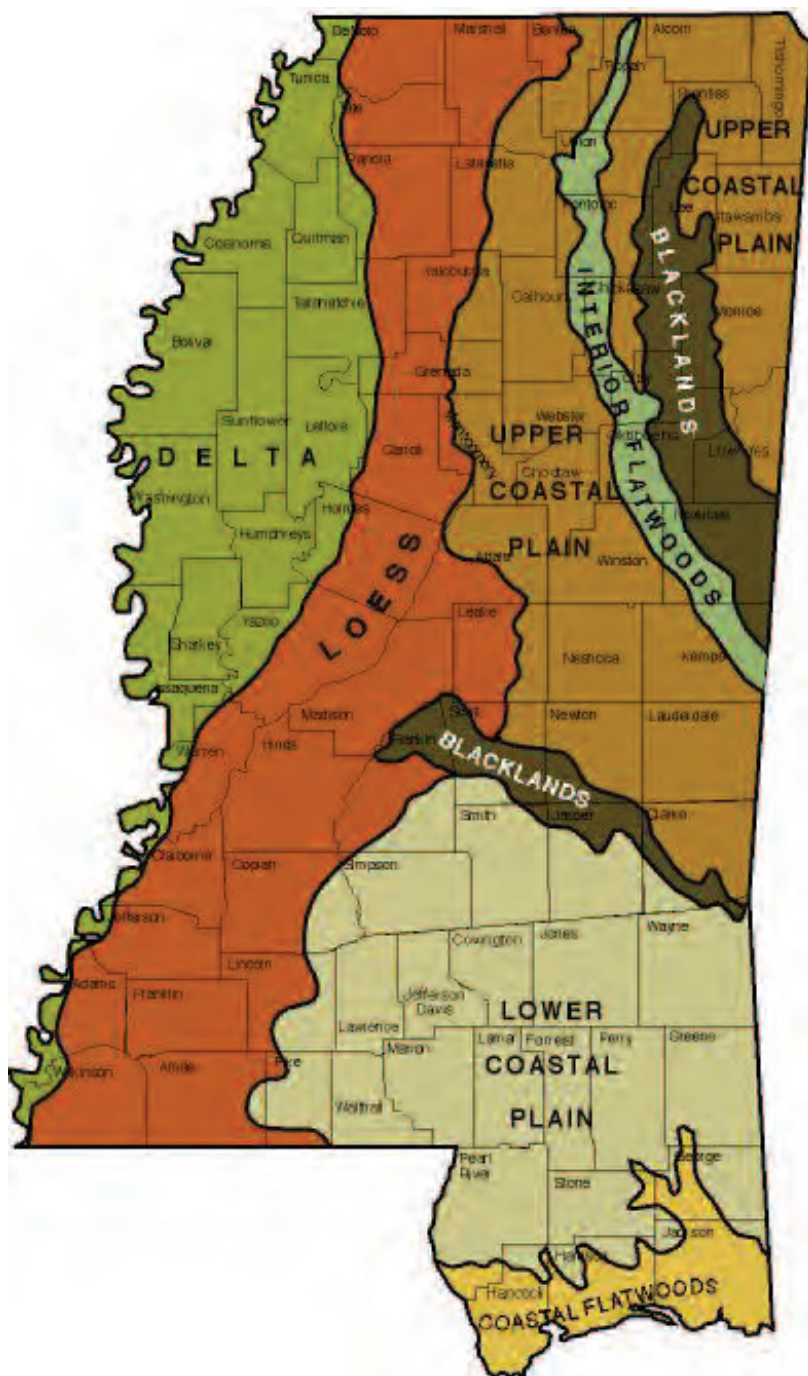 DeSoto
Marshall
Benton
Alcorn
Tippah
Tishomingo
Tunica
Prentiss
Tate
UPPER
Union
Panola
Lafayette
COASTAL
Pontotoc
Lee
Itawamba
PLAIN
Coahoma
Quitman
Yalobusha
Calhoun
Chickasaw
Monroe
Tallahatchie
BLACKLANDS
INTERIOR FLATWOODS
Bolivar
Grenada
Clay
Sunflower
Leflore
Webster
Montgomery
UPPER
Oktibbeha
Carroll
Lowndes
DELTA
Choctaw
Washington
COASTAL
Holmes
Noxubee
Humphreys
PLAIN
Attala
Winston
LOESS
Yazoo
Leake
Sharkey
Neshoba
Kemper
Issaquena
Madison
Scott
Newton
Lauderdale
Warren
Hinds
Rankin
BLACKLANDS
Smith
Jasper
Clarke
Claiborne
Copiah
Simpson
Jefferson
Covington
Jones
Wayne
Lincoln
Adams
Franklin
Jefferson
Davis
LOWER
Lawrence
Marion
Lamar
Forrest
Perry
Greene
Wilkinson
Amite
Pike
COASTAL
Walthall
PLAIN
Pearl
River
George
Stone
Jackson
Harrison
Hancock
COASTAL FLATWOODS